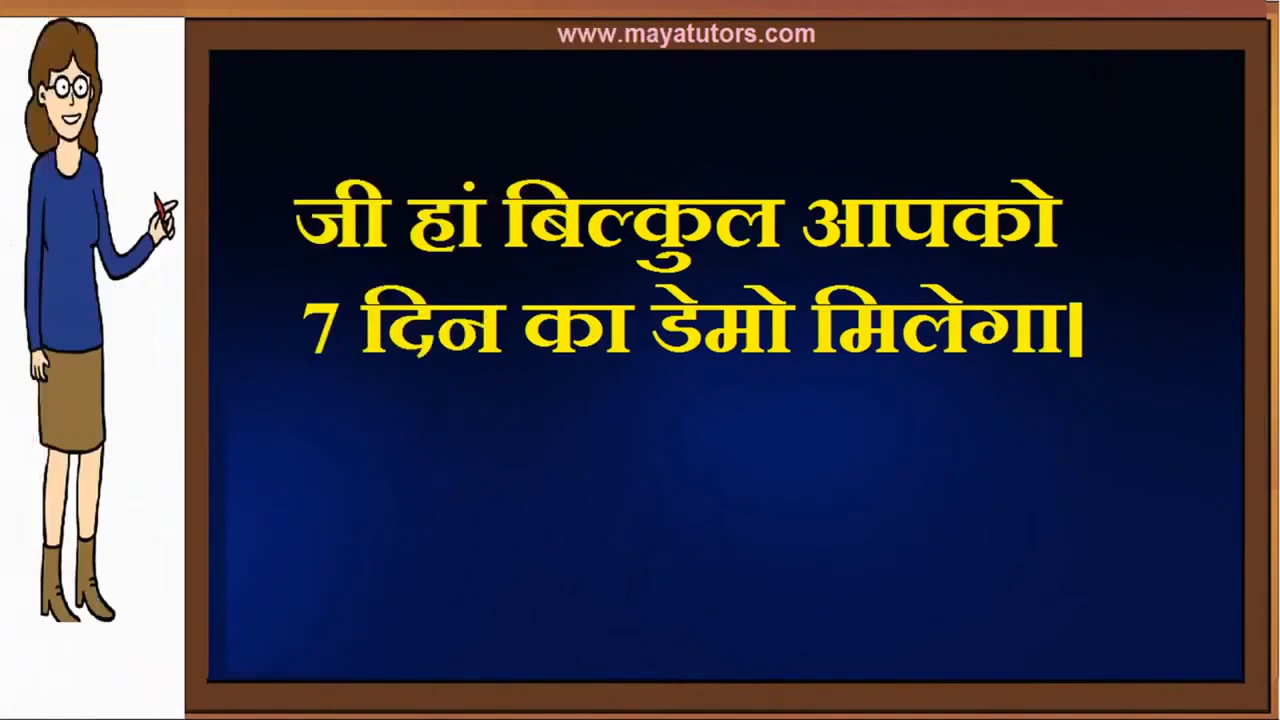 www.mayatutors.com
जी हां बिल्कुल आपको
7 दिन का डेमो मिलेगा।